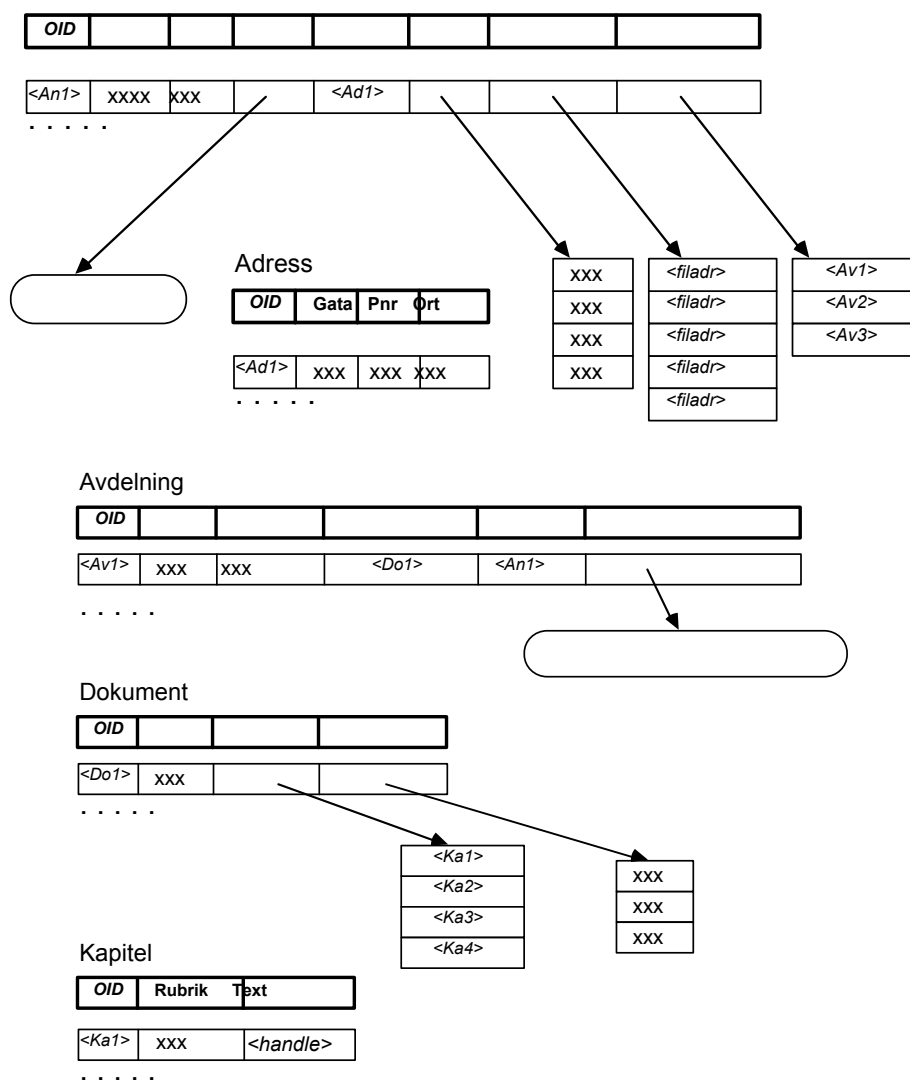 OID
<An1> XXXX XXX <Ad1>
. . . . .
Adress
OID Gata Pnr Ort
<Ad1> XXX XXX XXX
. . . . .
XXX
XXX
XXX
XXX
<filadr>
<filadr>
<filadr>
<filadr>
<filadr>
<Av1>
<Av2>
<Av3>
Avdelning
OID
<Av1> XXX XXX <Do1> <An1>
. . . . .
Dokument
OID
<Do1> XXX
. . . . .
<Ka1>
<Ka2>
<Ka3>
<Ka4>
XXX
XXX
XXX
Kapitel
OID Rubrik Text
<Ka1> XXX <handle>
. . . . .